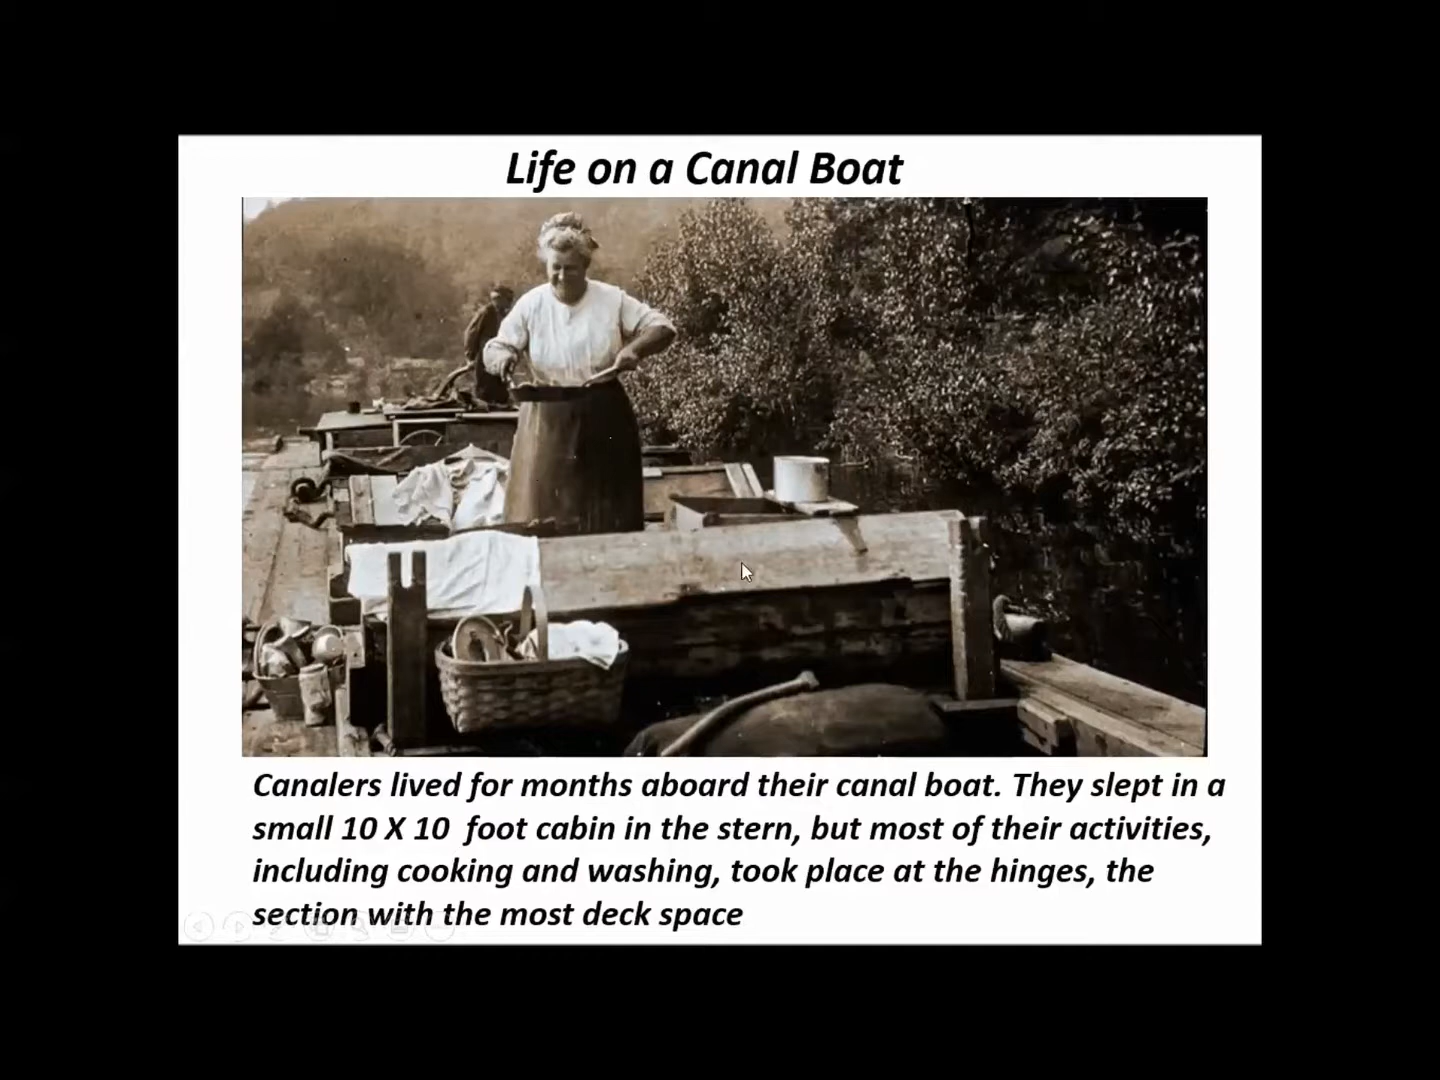 Life on a Canal Boat
Canalers lived for months aboard their canal boat. They slept in a
small 10 X 10 foot cabin in the stern, but most of their activities,
including cooking and washing, took place at the hinges, the
section with the most deck space